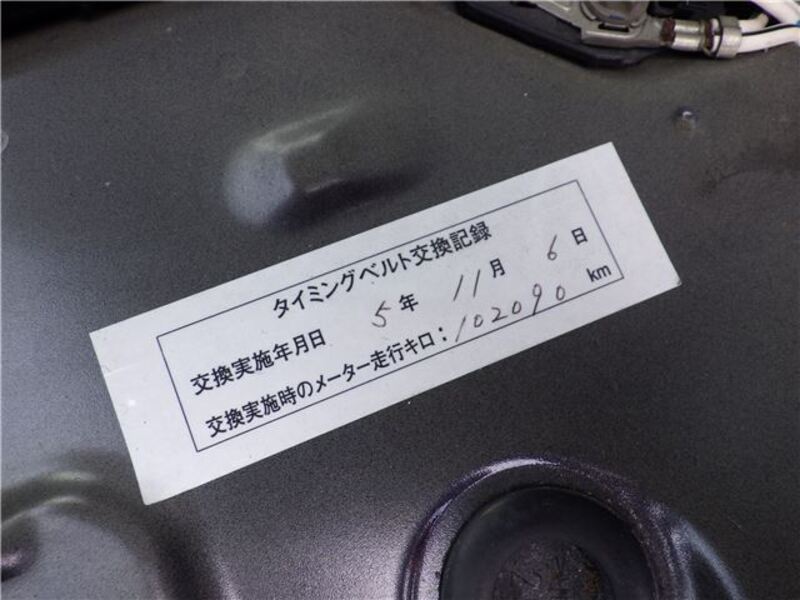 タイミングベルト交換記録
交換実施年月日 5年 11月 6日
交換実施時のメーター走行キロ:102090 km